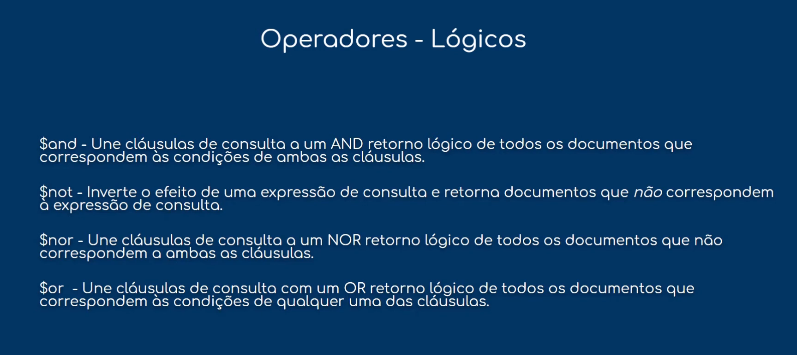 Operadores - Lógicos
$and - Une cláusulas de consulta a um AND retorno lógico de todos os documentos que
correspondem às condições de ambas as cláusulas.
$not - Inverte o efeito de uma expressão de consulta e retorna documentos que não correspondem
à expressão de consulta.
$nor - Une cláusulas de consulta a um NOR retorno lógico de todos os documentos que não
correspondem a ambas as cláusulas.
$or - Une cláusulas de consulta com um OR retorno lógico de todos os documentos que
correspondem às condições de qualquer uma das cláusulas.